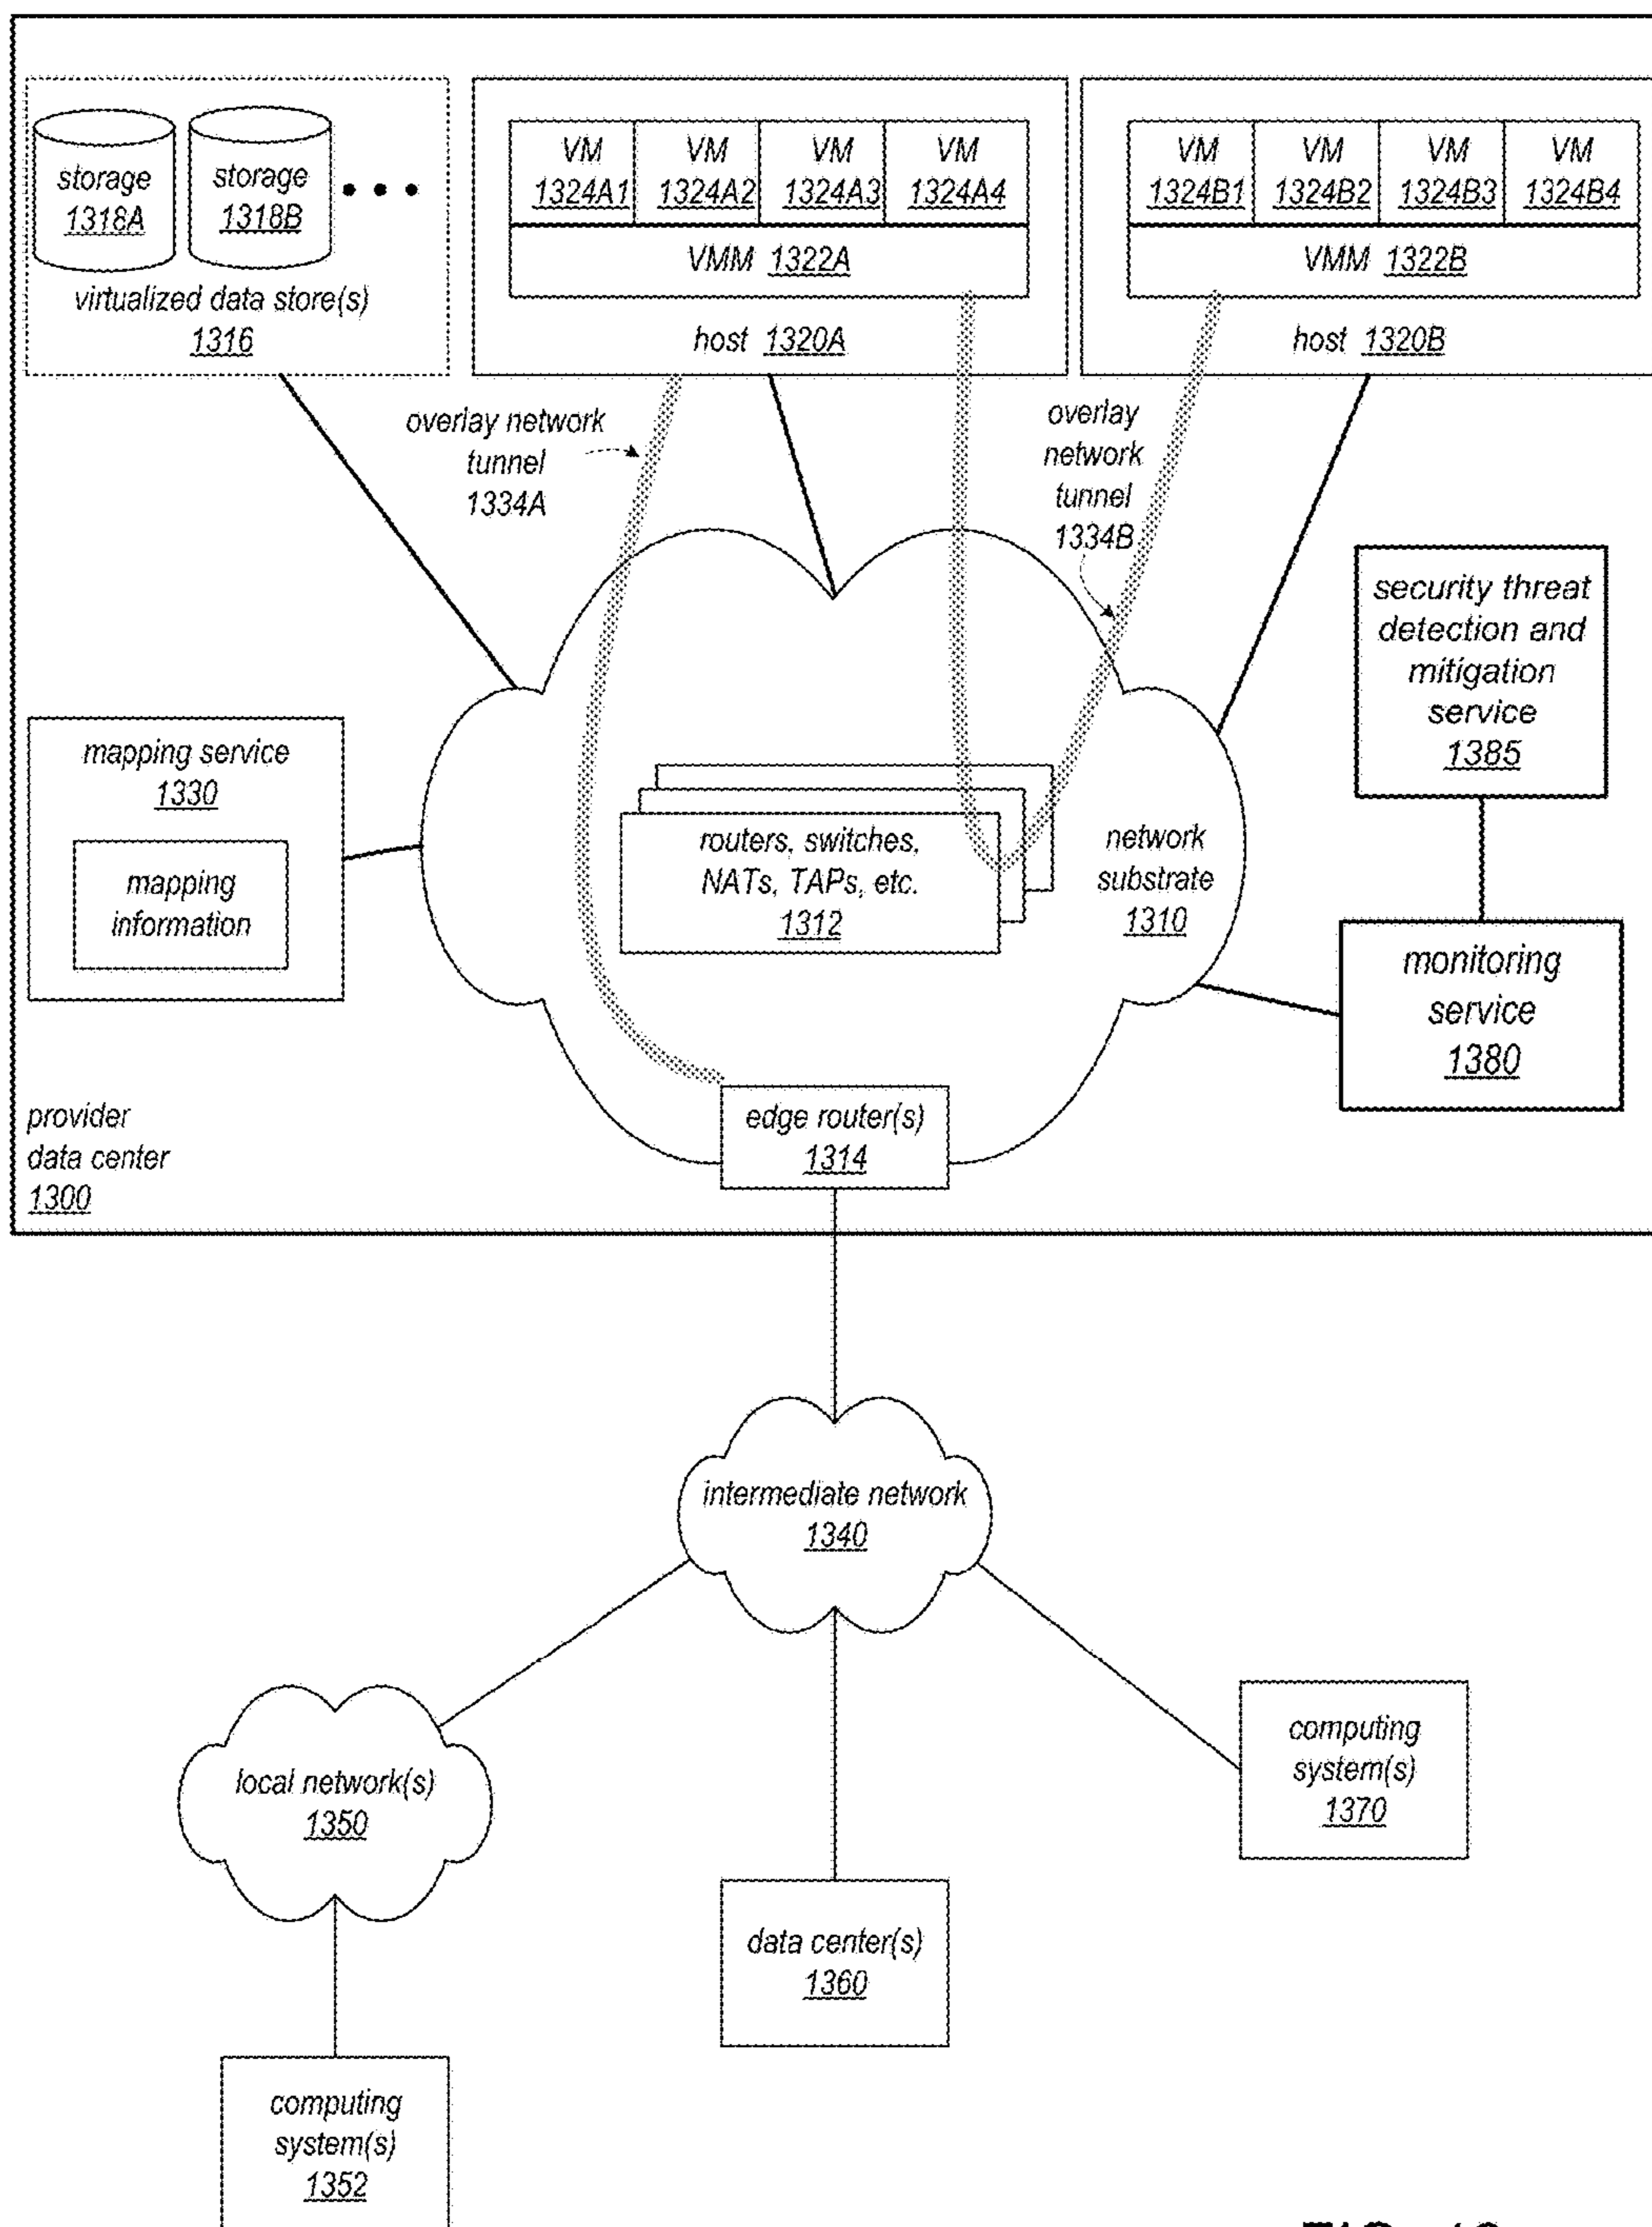 storage
1318A
storage
1318B
virtualized data store(s)
1316
VM
1324A1
VM
1324A2
VM
1324A3
VM
1324A4
VMM 1322A
host 1320A
VM
1324B1
VM
1324B2
VM
1324B3
VM
1324B4
VMM 1322B
host 1320B
overlay network
tunnel
1334A
overlay
network
tunnel
1334B
security threat
detection and
mitigation
service
1385
mapping service
1330
mapping
information
routers, switches,
NATs, TAPs, etc.
1312
network
substrate
1310
monitoring
service
1380
edge router(s)
1314
provider
data center
1300
intermediate network
1340
local network(s)
1350
computing
system(s)
1370
data center(s)
1360
computing
system(s)
1352